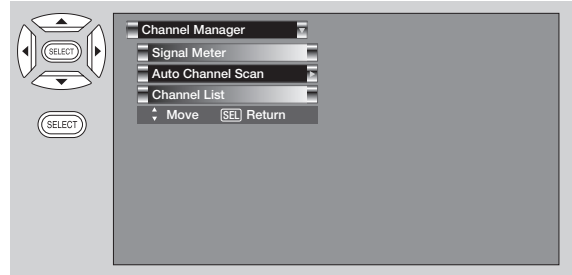 SELECT
SELECT
Channel Manager
Signal Meter
Auto Channel Scan
Channel List
Move SEL Return